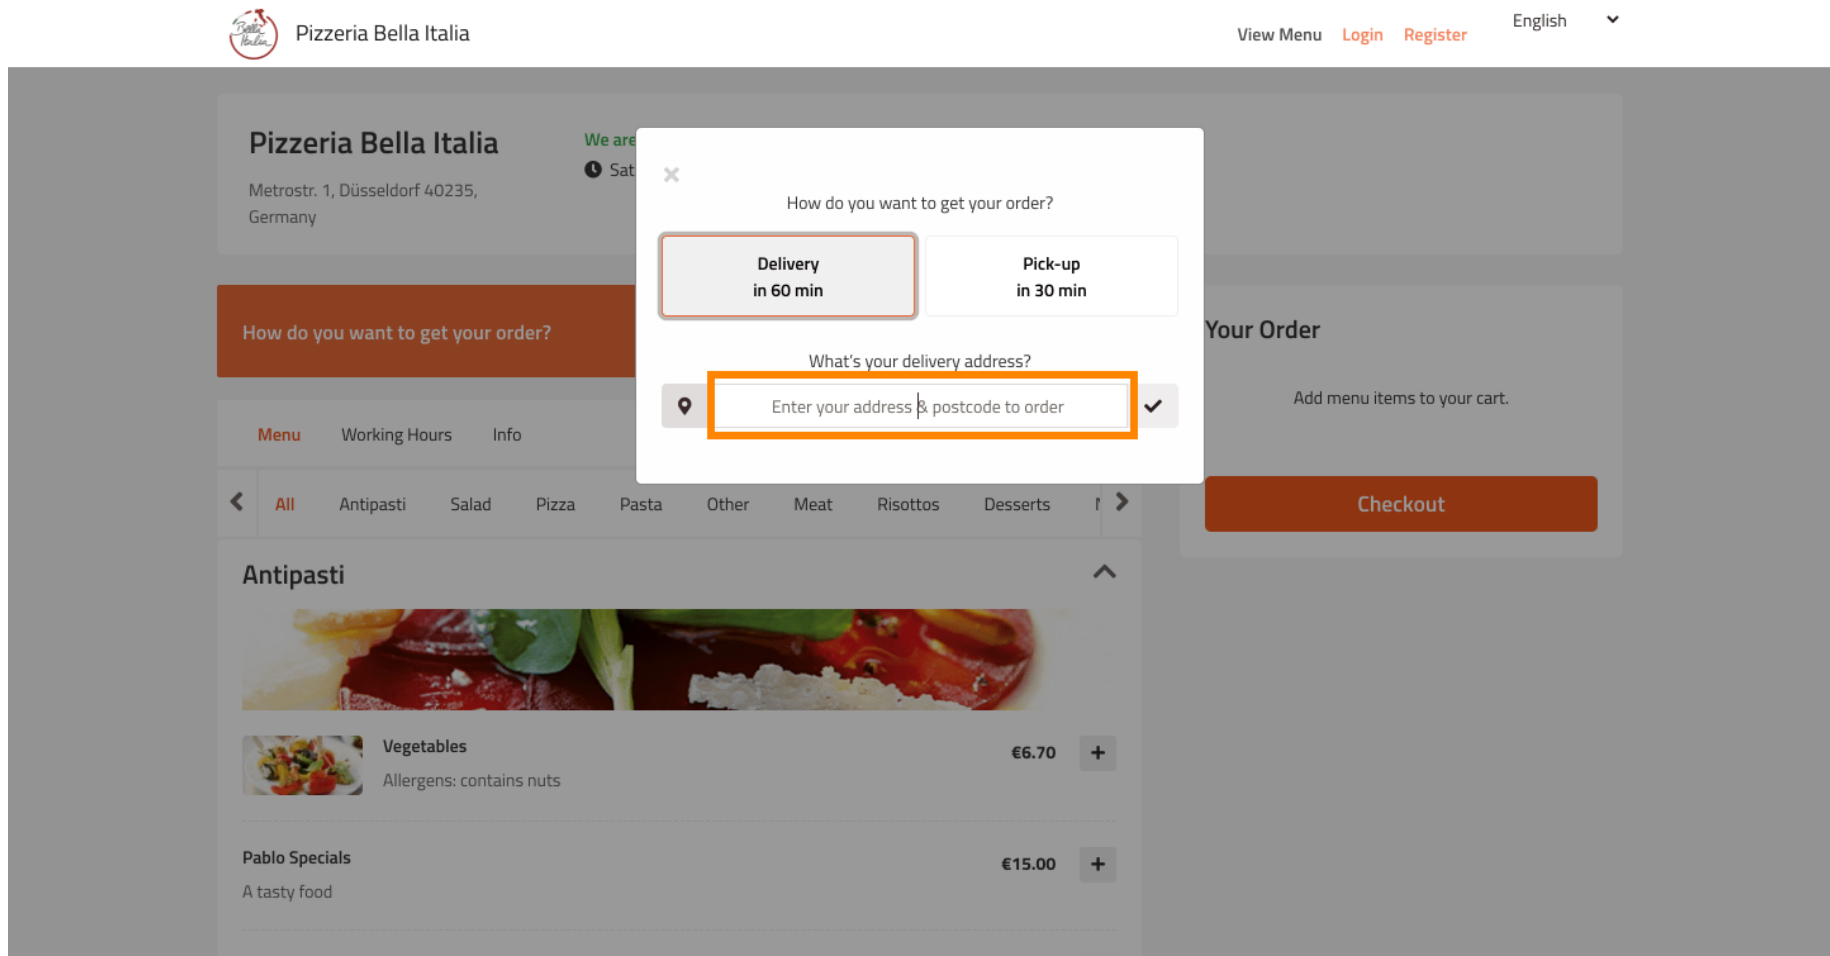 Bella
Italia
Pizzeria Bella Italia
View Menu
Login
Register
English
Pizzeria Bella Italia
Metrostr. 1, Düsseldorf 40235,
Germany
We are
Sat
How do you want to get your order?
Delivery
in 60 min
Pick-up
in 30 min
What's your delivery address?
Enter your address & postcode to order
How do you want to get your order?
Menu
Working Hours
Info
All
Antipasti
Salad
Pizza
Pasta
Other
Meat
Risottos
Desserts
Your Order
Add menu items to your cart.
Checkout
Antipasti
Vegetables
€6.70
Allergens: contains nuts
Pablo Specials
€15.00
A tasty food